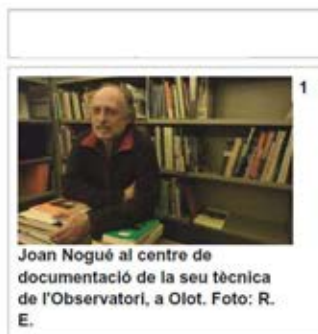 1
Joan Nogué al centre de
documentació de la seu tècnica
de l'Observatori, a Olot. Foto: R.
E.